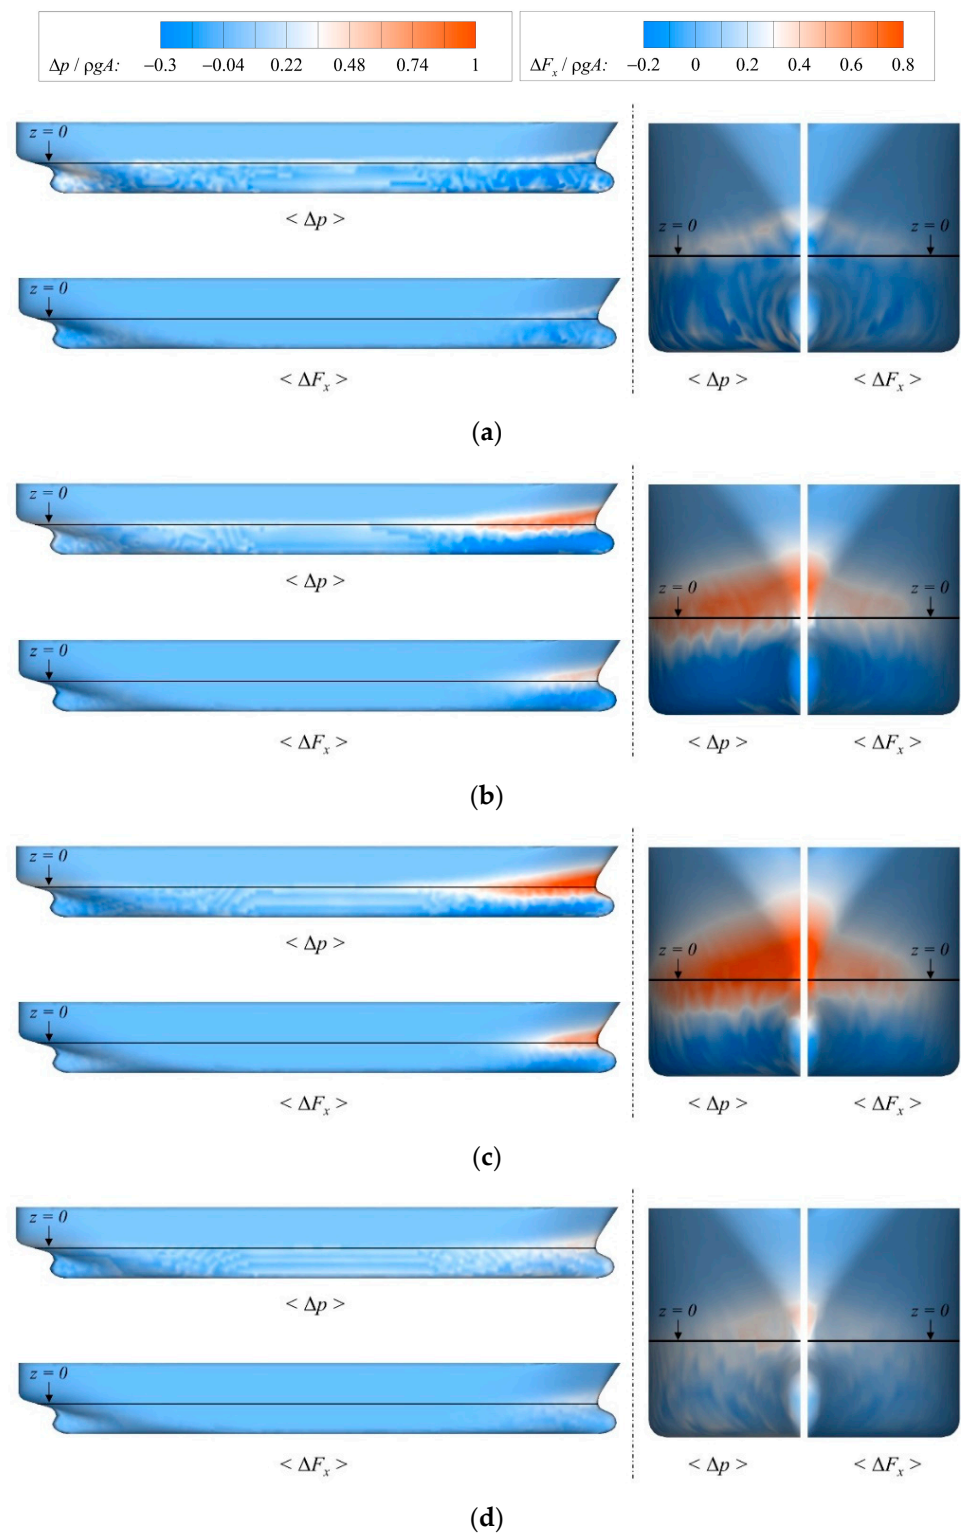 Δp / ρgA: −0.3 −0.04 0.22 0.48 0.74 1
ΔFx / ρgA: −0.2 0 0.2 0.4 0.6 0.8
z = 0
< Δp >
z = 0
< ΔFx >
z = 0 z = 0
< Δp > < ΔFx >
(a)
z = 0
< Δp >
z = 0
< ΔFx >
z = 0 z = 0
< Δp > < ΔFx >
(b)
z = 0
< Δp >
z = 0
< ΔFx >
z = 0 z = 0
< Δp > < ΔFx >
(c)
z = 0
< Δp >
z = 0
< ΔFx >
z = 0 z = 0
< Δp > < ΔFx >
(d)